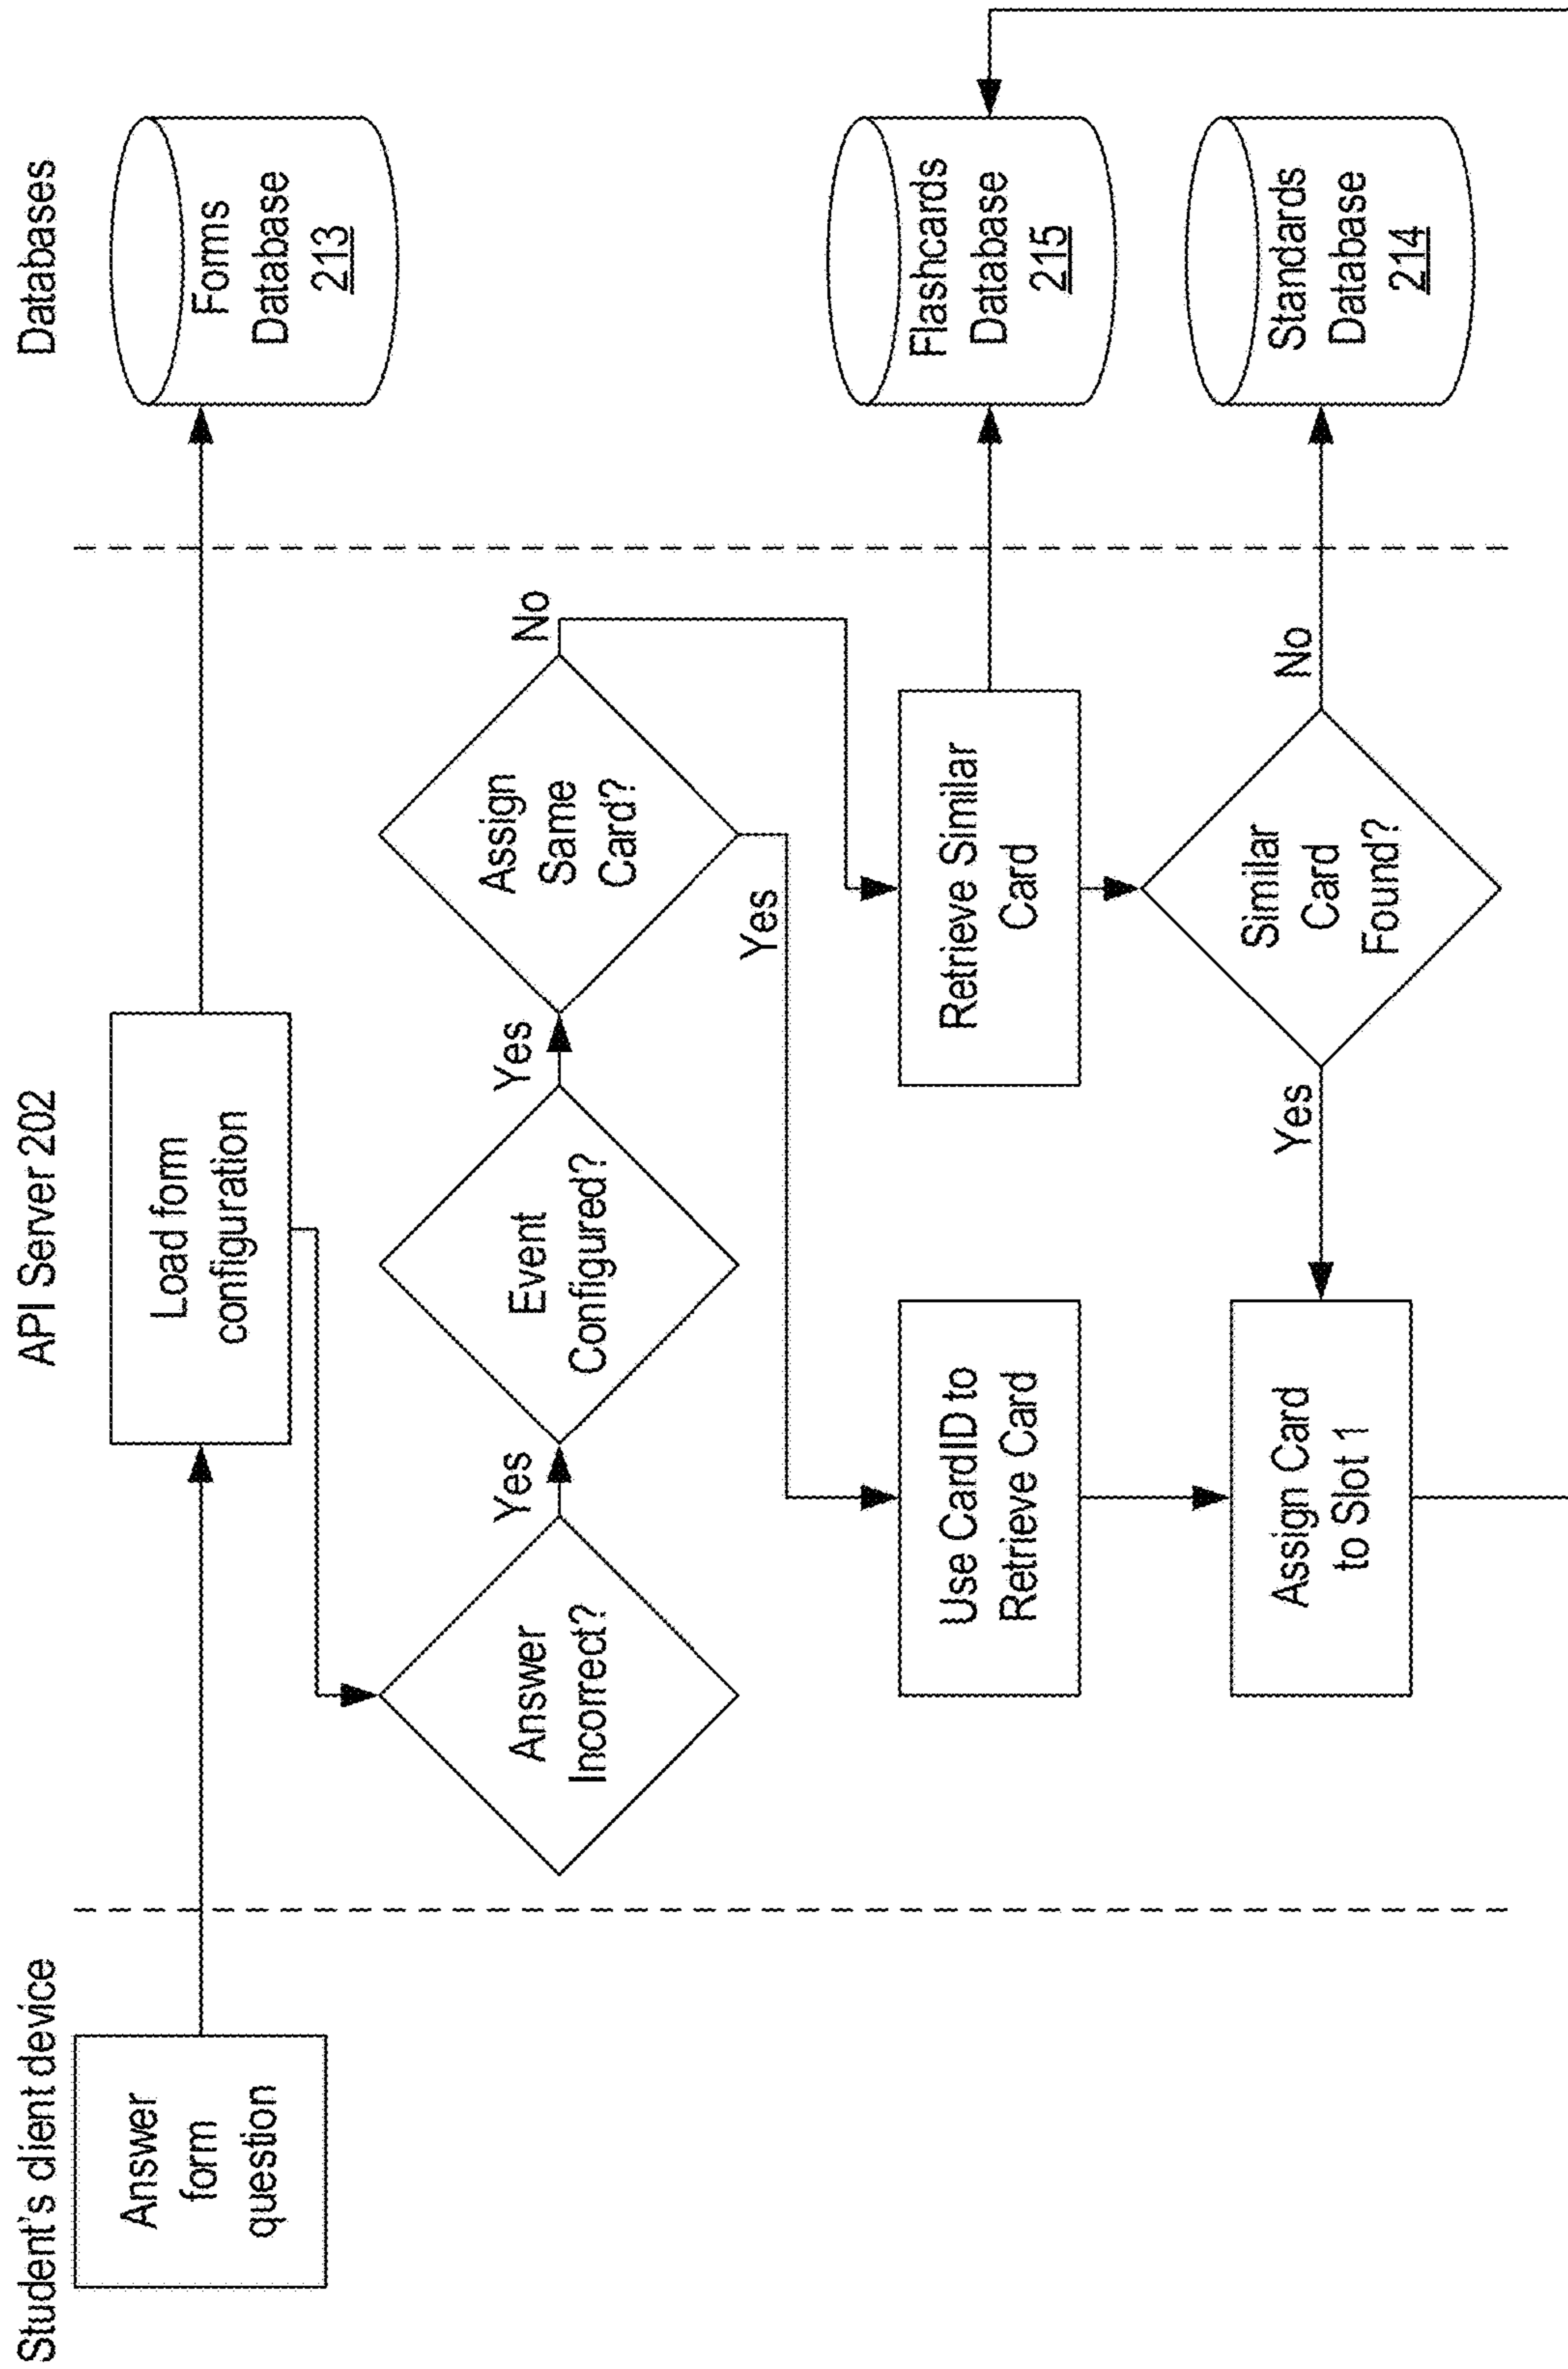 Student's client device
API Server 202
Databases
Answer
form
question
Load form
configuration
Forms
Database
213
Answer
Incorrect?
Yes
Event
Configured?
Yes
Assign
Same
Card?
No
Yes
Use CardID to
Retrieve Card
Retrieve Similar
Card
Flashcards
Database
215
Assign Card
to Slot 1
Yes
Similar
Card
Found?
No
Standards
Database
214